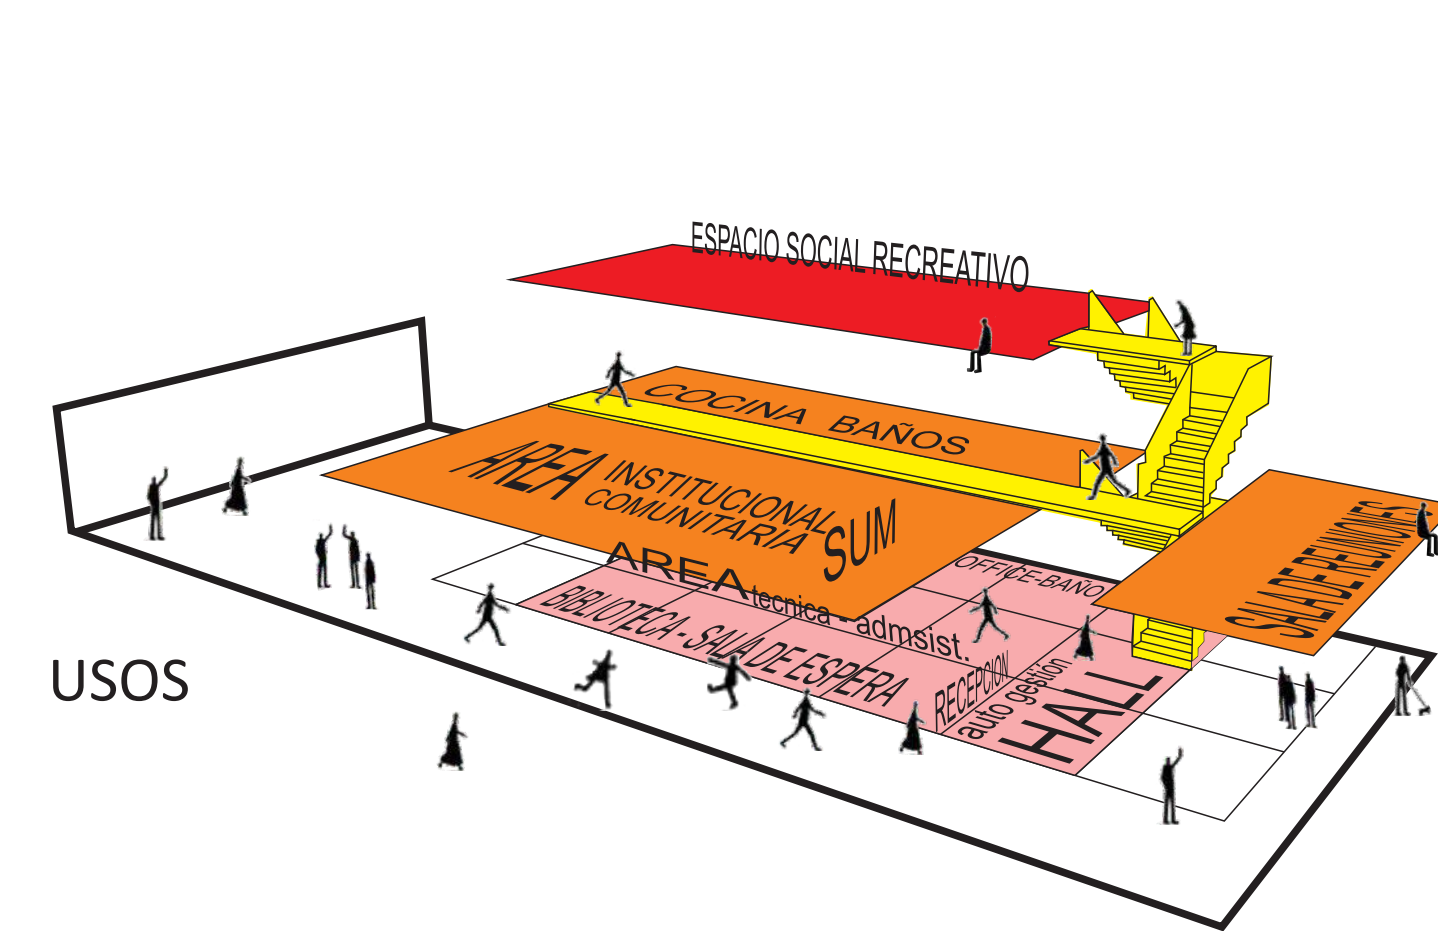 ESPACIO SOCIAL RECREATIVO
COCINA BAÑOS
AREA INSTITUCIONAL
COMUNITARIA
SUM
SALA DE REUNIONES
OFFICE-BAÑO
AREA tecnica - admsist.
BIBLIOTECA - SALA DE ESPERA
RECEPCION
auto gestion
HALL
USOS